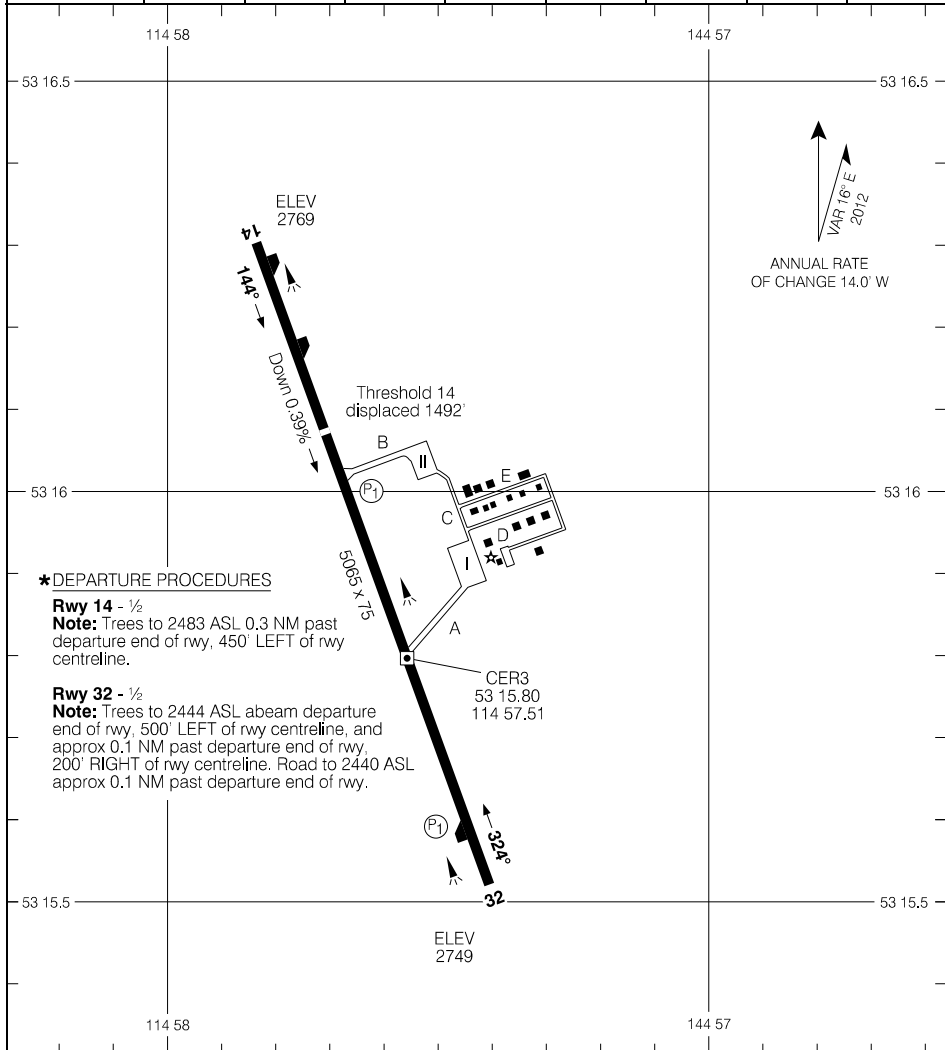 114 58
144 57
53 16.5
53 16.5
VAR 16° E
2012
ANNUAL RATE
OF CHANGE 14.0' W
ELEV
2769
14
144°
Down 0.39%
Threshold 14
displaced 1492'
B
II
E
53 16
P1
53 16
C
D
I
5065 x 75
A
*DEPARTURE PROCEDURES
Rwy 14 - ½
Note: Trees to 2483 ASL 0.3 NM past
departure end of rwy, 450' LEFT of rwy
centreline.
Rwy 32 - ½
Note: Trees to 2444 ASL abeam departure
end of rwy, 500' LEFT of rwy centreline, and
approx 0.1 NM past departure end of rwy,
200' RIGHT of rwy centreline. Road to 2440 ASL
approx 0.1 NM past departure end of rwy.
CER3
53 15.80
114 57.51
P1
324°
32
53 15.5
53 15.5
ELEV
2749
114 58
144 57